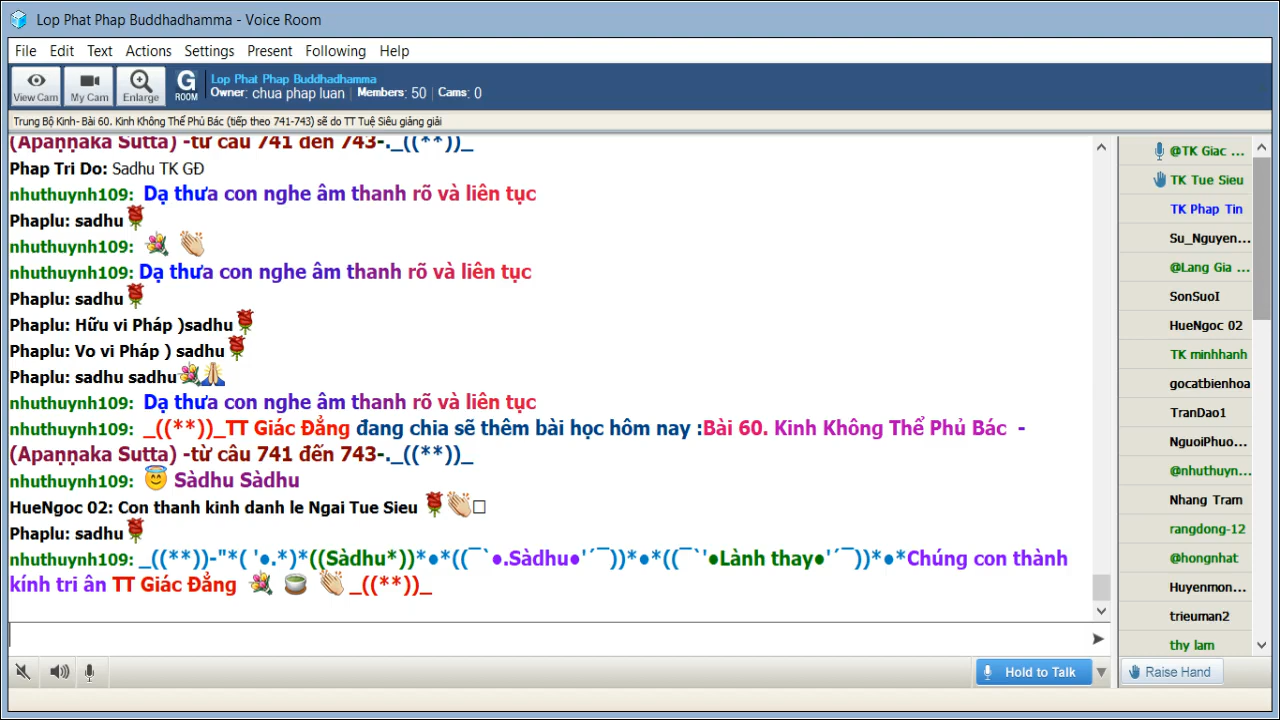 Lop Phat Phap Buddhadhamma - Voice Room
File Edit Text Actions Settings Present Following Help
View Cam My Cam Enlarge G ROOM
Lop Phat Phap Buddhadhamma
Owner: chua phap luan | Members: 50 | Cams: 0
Trung Bộ Kinh- Bài 60. Kinh Không Thể Phủ Bác (tiếp theo 741-743) sẽ do TT Tuệ Siêu giảng giải
(Apaṇṇaka Sutta) -từ câu 741 đến 743-._((**))_
Phap Tri Do: Sadhu TK GĐ
nhuthuynh109: Dạ thưa con nghe âm thanh rõ và liên tục
Phaplu: sadhu🌹
nhuthuynh109: 💐 👏
nhuthuynh109: Dạ thưa con nghe âm thanh rõ và liên tục
Phaplu: sadhu🌹
Phaplu: Hữu vi Pháp )sadhu🌹
Phaplu: Vo vi Pháp ) sadhu🌹
Phaplu: sadhu sadhu💐🙏
nhuthuynh109: Dạ thưa con nghe âm thanh rõ và liên tục
nhuthuynh109: _((**))_TT Giác Đẳng đang chia sẽ thêm bài học hôm nay :Bài 60. Kinh Không Thể Phủ Bác -
(Apaṇṇaka Sutta) -từ câu 741 đến 743-._((**))_
nhuthuynh109: 😇 Sàdhu Sàdhu
HueNgoc 02: Con thanh kinh danh le Ngai Tue Sieu 🌹👏□
Phaplu: sadhu🌹
nhuthuynh109: _((**))-"*( '●.*)*((Sàdhu*))*●*((¯`●.Sàdhu●'´¯))*●*((¯`'●Lành thay●'´¯))*●*Chúng con thành
kính tri ân TT Giác Đẳng 💐 🍵 👏 _((**))_
@TK Giac ...
TK Tue Sieu
TK Phap Tin
Su_Nguyen...
@Lang Gia ...
SonSuoI
HueNgoc 02
TK minhhanh
gocatbienhoa
TranDao1
NguoiPhuo...
@nhuthuyn...
Nhang Tram
rangdong-12
@hongnhat
Huyenmon...
trieuman2
thy lam
Hold to Talk
Raise Hand